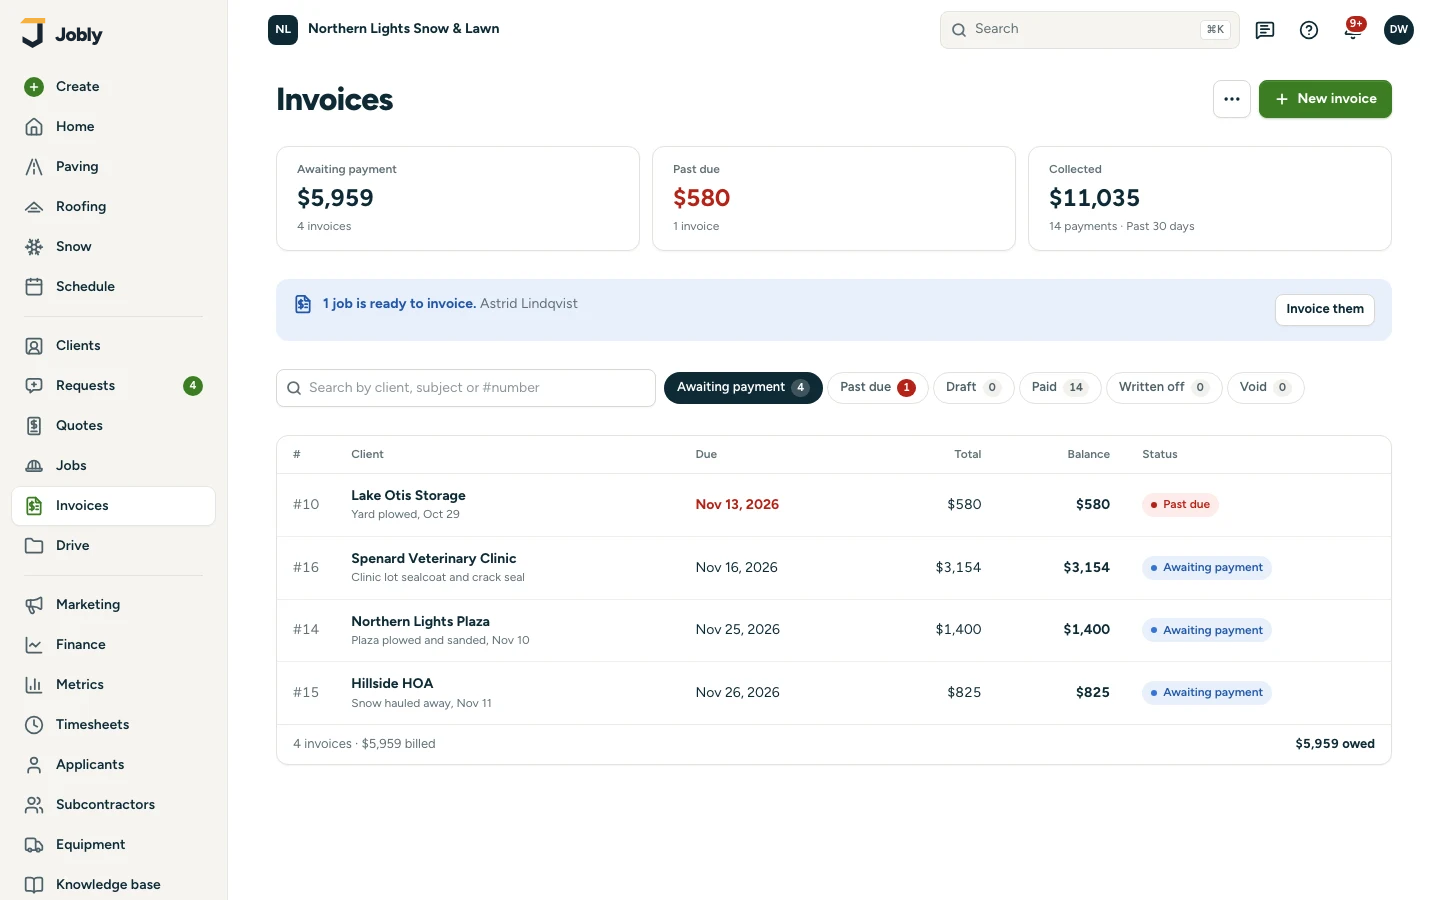 Jobly
NL
Northern Lights Snow & Lawn
Search
⌘K
9+
DW
Create
Home
Paving
Roofing
Snow
Schedule
Clients
Requests 4
Quotes
Jobs
Invoices
Drive
Marketing
Finance
Metrics
Timesheets
Applicants
Subcontractors
Equipment
Knowledge base
Invoices
New invoice
Awaiting payment
$5,959
4 invoices
Past due
$580
1 invoice
Collected
$11,035
14 payments · Past 30 days
1 job is ready to invoice. Astrid Lindqvist
Invoice them
Search by client, subject or #number
Awaiting payment 4
Past due 1
Draft 0
Paid 14
Written off 0
Void 0
# Client Due Total Balance Status
#10 Lake Otis Storage Nov 13, 2026 $580 $580 Past due
Yard plowed, Oct 29
#16 Spenard Veterinary Clinic Nov 16, 2026 $3,154 $3,154 Awaiting payment
Clinic lot sealcoat and crack seal
#14 Northern Lights Plaza Nov 25, 2026 $1,400 $1,400 Awaiting payment
Plaza plowed and sanded, Nov 10
#15 Hillside HOA Nov 26, 2026 $825 $825 Awaiting payment
Snow hauled away, Nov 11
4 invoices · $5,959 billed $5,959 owed